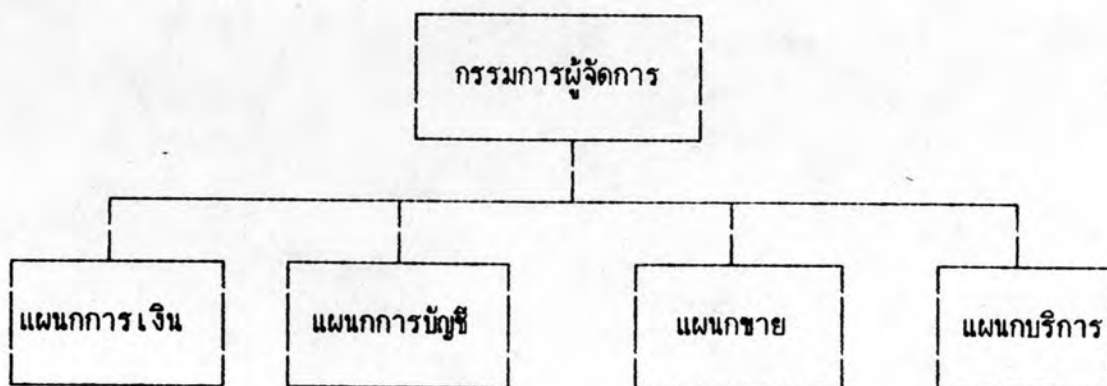 กรรมการผู้จัดการ
แผนกการเงิน
แผนกการบัญชี
แผนกขาย
แผนกบริการ